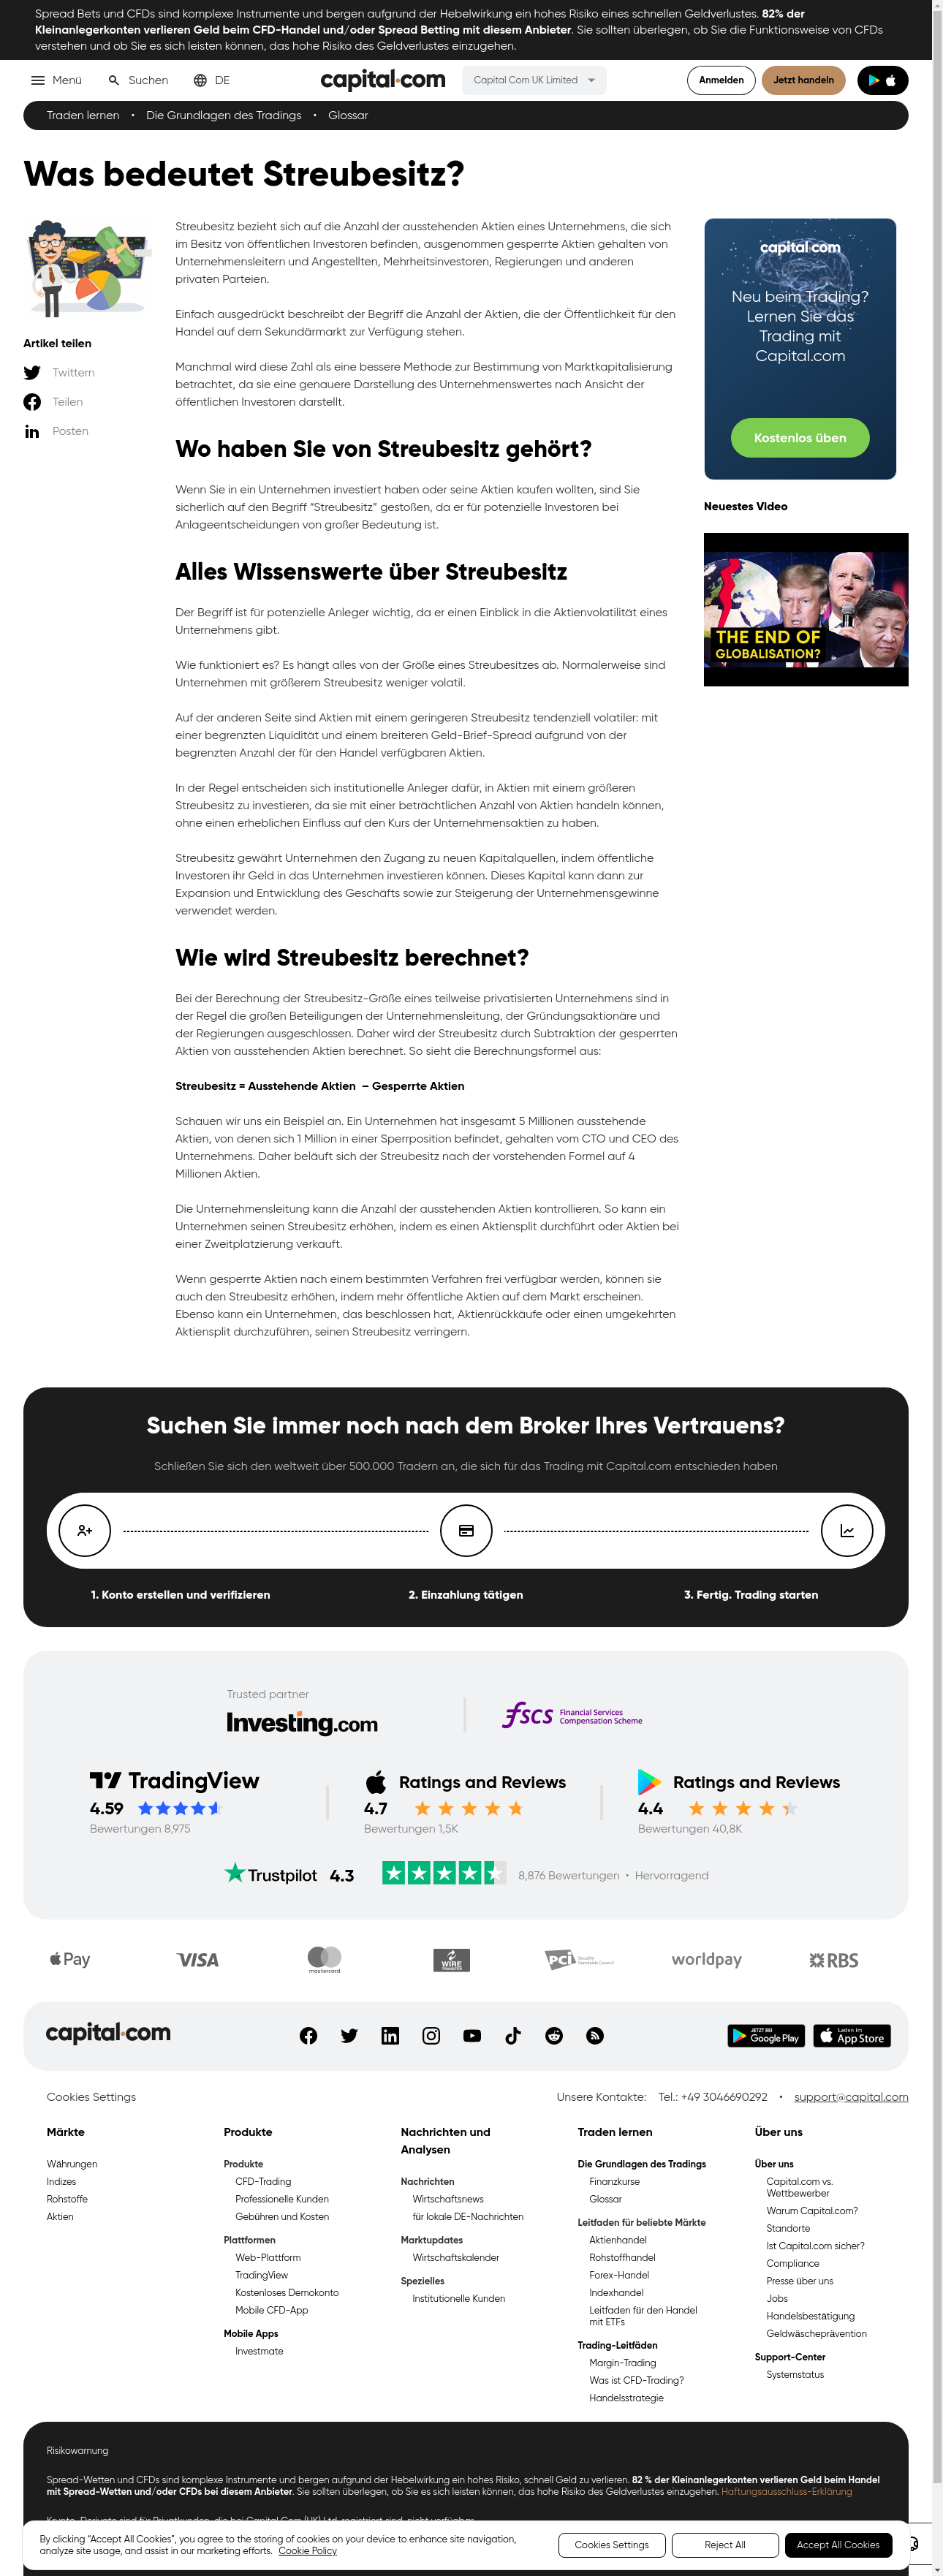 Spread Bets und CFDs sind komplexe Instrumente und bergen aufgrund der Hebelwirkung ein hohes Risiko eines schnellen Geldverlustes. 82% der
Kleinanlegerkonten verlieren Geld beim CFD-Handel und/oder Spread Betting mit diesem Anbieter. Sie sollten überlegen, ob Sie die Funktionsweise von CFDs
verstehen und ob Sie es sich leisten können, das hohe Risiko des Geldverlustes einzugehen.
Menü
Suchen
DE
capital.com
Capital Com UK Limited
Anmelden
Jetzt handeln
Traden lernen • Die Grundlagen des Tradings • Glossar
Was bedeutet Streubesitz?
Artikel teilen
Twittern
Teilen
Posten
Streubesitz bezieht sich auf die Anzahl der ausstehenden Aktien eines Unternehmens, die sich
im Besitz von öffentlichen Investoren befinden, ausgenommen gesperrte Aktien gehalten von
Unternehmensleitern und Angestellten, Mehrheitsinvestoren, Regierungen und anderen
privaten Parteien.
Einfach ausgedrückt beschreibt der Begriff die Anzahl der Aktien, die der Öffentlichkeit für den
Handel auf dem Sekundärmarkt zur Verfügung stehen.
Manchmal wird diese Zahl als eine bessere Methode zur Bestimmung von Marktkapitalisierung
betrachtet, da sie eine genauere Darstellung des Unternehmenswertes nach Ansicht der
öffentlichen Investoren darstellt.
Wo haben Sie von Streubesitz gehört?
Wenn Sie in ein Unternehmen investiert haben oder seine Aktien kaufen wollten, sind Sie
sicherlich auf den Begriff “Streubesitz” gestoßen, da er für potenzielle Investoren bei
Anlageentscheidungen von großer Bedeutung ist.
Alles Wissenswerte über Streubesitz
Der Begriff ist für potenzielle Anleger wichtig, da er einen Einblick in die Aktienvolatilität eines
Unternehmens gibt.
Wie funktioniert es? Es hängt alles von der Größe eines Streubesitzes ab. Normalerweise sind
Unternehmen mit größerem Streubesitz weniger volatil.
Auf der anderen Seite sind Aktien mit einem geringeren Streubesitz tendenziell volatiler: mit
einer begrenzten Liquidität und einem breiteren Geld-Brief-Spread aufgrund von der
begrenzten Anzahl der für den Handel verfügbaren Aktien.
In der Regel entscheiden sich institutionelle Anleger dafür, in Aktien mit einem größeren
Streubesitz zu investieren, da sie mit einer beträchtlichen Anzahl von Aktien handeln können,
ohne einen erheblichen Einfluss auf den Kurs der Unternehmensaktien zu haben.
Streubesitz gewährt Unternehmen den Zugang zu neuen Kapitalquellen, indem öffentliche
Investoren ihr Geld in das Unternehmen investieren können. Dieses Kapital kann dann zur
Expansion und Entwicklung des Geschäfts sowie zur Steigerung der Unternehmensgewinne
verwendet werden.
Wie wird Streubesitz berechnet?
Bei der Berechnung der Streubesitz-Größe eines teilweise privatisierten Unternehmens sind in
der Regel die großen Beteiligungen der Unternehmensleitung, der Gründungsaktionäre und
der Regierungen ausgeschlossen. Daher wird der Streubesitz durch Subtraktion der gesperrten
Aktien von ausstehenden Aktien berechnet. So sieht die Berechnungsformel aus:
Streubesitz = Ausstehende Aktien – Gesperrte Aktien
Schauen wir uns ein Beispiel an. Ein Unternehmen hat insgesamt 5 Millionen ausstehende
Aktien, von denen sich 1 Million in einer Sperrposition befindet, gehalten vom CTO und CEO des
Unternehmens. Daher beläuft sich der Streubesitz nach der vorstehenden Formel auf 4
Millionen Aktien.
Die Unternehmensleitung kann die Anzahl der ausstehenden Aktien kontrollieren. So kann ein
Unternehmen seinen Streubesitz erhöhen, indem es einen Aktiensplit durchführt oder Aktien bei
einer Zweitplatzierung verkauft.
Wenn gesperrte Aktien nach einem bestimmten Verfahren frei verfügbar werden, können sie
auch den Streubesitz erhöhen, indem mehr öffentliche Aktien auf dem Markt erscheinen.
Ebenso kann ein Unternehmen, das beschlossen hat, Aktienrückkäufe oder einen umgekehrten
Aktiensplit durchzuführen, seinen Streubesitz verringern.
capital.com
Neu beim Trading?
Lernen Sie das
Trading mit
Capital.com
Kostenlos üben
Neuestes Video
THE END OF
GLOBALISATION?
Suchen Sie immer noch nach dem Broker Ihres Vertrauens?
Schließen Sie sich den weltweit über 500.000 Tradern an, die sich für das Trading mit Capital.com entschieden haben
1. Konto erstellen und verifizieren
2. Einzahlung tätigen
3. Fertig. Trading starten
Trusted partner
Investing.com
fscs Financial Services
Compensation Scheme
TradingView
4.59
Bewertungen 8,975
Ratings and Reviews
4.7
Bewertungen 1,5K
Ratings and Reviews
4.4
Bewertungen 40,8K
Trustpilot 4.3
8,876 Bewertungen • Hervorragend
Pay
VISA
mastercard
WIRE
PCI Security
Standards Council
worldpay
RBS
capital.com
JETZT BEI
Google Play
Laden im
App Store
Cookies Settings
Unsere Kontakte: Tel.: +49 3046690292 • support@capital.com
Märkte
Währungen
Indizes
Rohstoffe
Aktien
Produkte
Produkte
CFD-Trading
Professionelle Kunden
Gebühren und Kosten
Plattformen
Web-Plattform
TradingView
Kostenloses Demokonto
Mobile CFD-App
Mobile Apps
Investmate
Nachrichten und
Analysen
Nachrichten
Wirtschaftsnews
für lokale DE-Nachrichten
Marktupdates
Wirtschaftskalender
Spezielles
Institutionelle Kunden
Traden lernen
Die Grundlagen des Tradings
Finanzkurse
Glossar
Leitfaden für beliebte Märkte
Aktienhandel
Rohstoffhandel
Forex-Handel
Indexhandel
Leitfaden für den Handel
mit ETFs
Trading-Leitfäden
Margin-Trading
Was ist CFD-Trading?
Handelsstrategie
Über uns
Über uns
Capital.com vs.
Wettbewerber
Warum Capital.com?
Standorte
Ist Capital.com sicher?
Compliance
Presse über uns
Jobs
Handelsbestätigung
Geldwäscheprävention
Support-Center
Systemstatus
Risikowarnung
Spread-Wetten und CFDs sind komplexe Instrumente und bergen aufgrund der Hebelwirkung ein hohes Risiko, schnell Geld zu verlieren. 82 % der Kleinanlegerkonten verlieren Geld beim Handel
mit Spread-Wetten und/oder CFDs bei diesem Anbieter. Sie sollten überlegen, ob Sie es sich leisten können, das hohe Risiko des Geldverlustes einzugehen. Haftungsausschluss-Erklärung
By clicking “Accept All Cookies”, you agree to the storing of cookies on your device to enhance site navigation,
analyze site usage, and assist in our marketing efforts. Cookie Policy
Cookies Settings
Reject All
Accept All Cookies